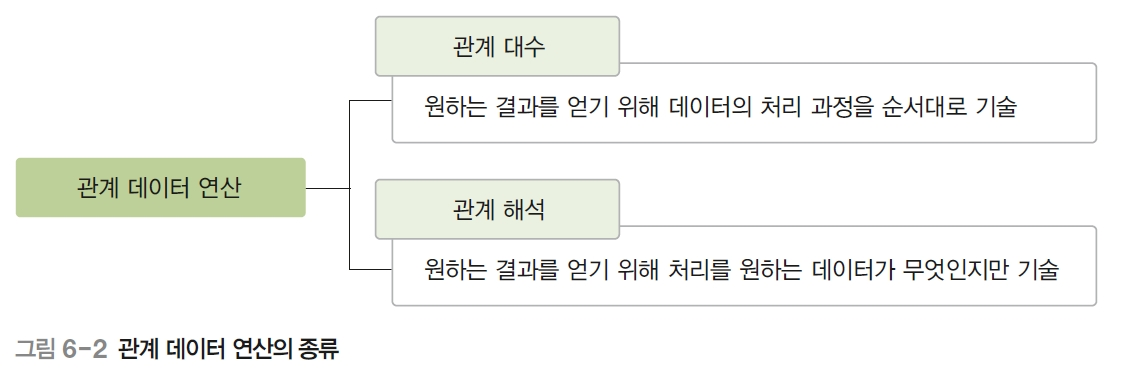 관계 대수
원하는 결과를 얻기 위해 데이터의 처리 과정을 순서대로 기술
관계 데이터 연산
관계 해석
원하는 결과를 얻기 위해 처리를 원하는 데이터가 무엇인지만 기술
그림 6-2 관계 데이터 연산의 종류